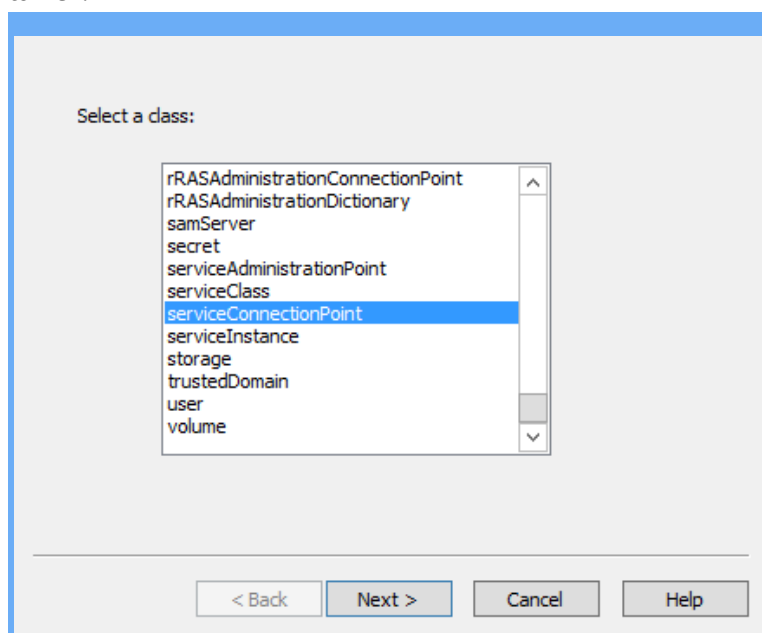 Select a class:
rRASAdministrationConnectionPoint
rRASAdministrationDictionary
samServer
secret
serviceAdministrationPoint
serviceClass
serviceConnectionPoint
serviceInstance
storage
trustedDomain
user
volume
< Back Next > Cancel Help